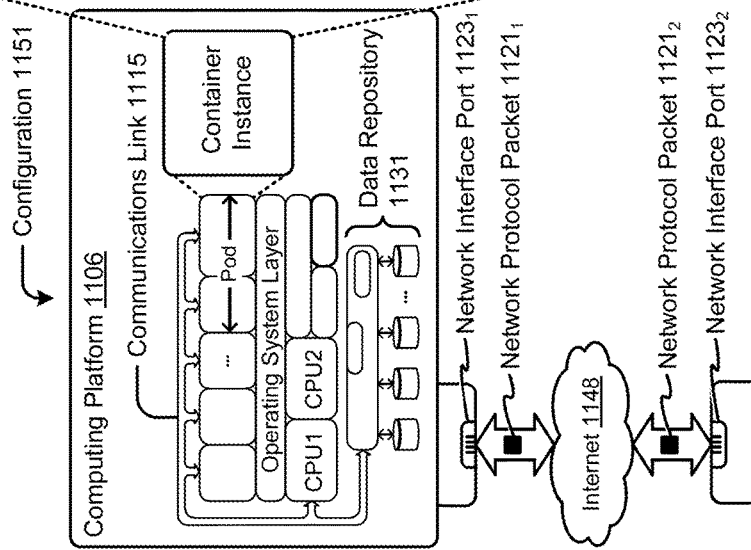 Configuration 1151
Computing Platform 1106
Communications Link 1115
Container
Instance
Pod
...
Operating System Layer
CPU1
CPU2
Data Repository
1131
...
Network Interface Port 1123₁
Network Protocol Packet 1121₁
Internet 1148
Network Protocol Packet 1121₂
Network Interface Port 1123₂